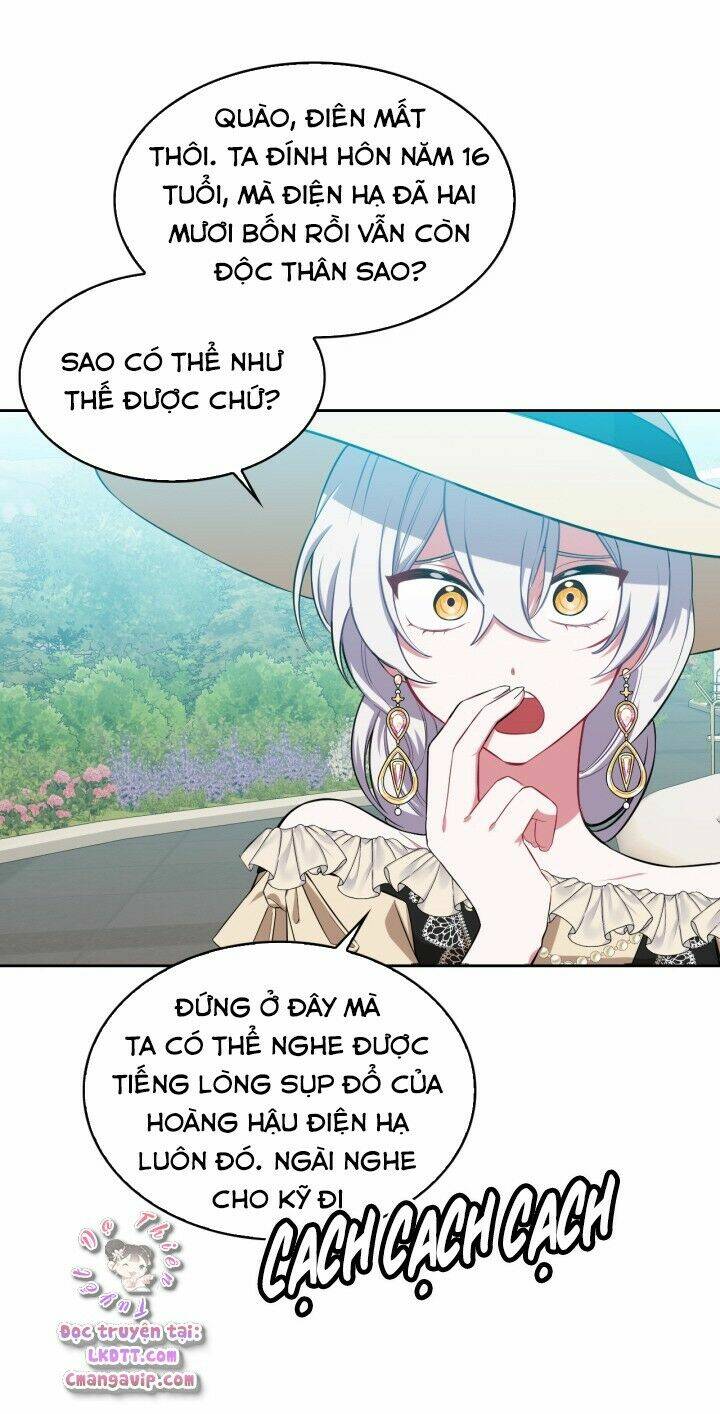 QUÀO, ĐIÊN MẤT
THÔI. TA ĐÍNH HÔN NĂM 16
TUỔI, MÀ ĐIỆN HẠ ĐÃ HAI
MƯƠI BỐN RỒI VẪN CÒN
ĐỘC THÂN SAO?
SAO CÓ THỂ NHƯ
THẾ ĐƯỢC CHỨ?
ĐỨNG Ở ĐÂY MÀ
TA CÓ THỂ NGHE ĐƯỢC
TIẾNG LÒNG SỤP ĐỔ CỦA
HOÀNG HẬU ĐIỆN HẠ
LUÔN ĐÓ. NGÀI NGHE
CHO KỸ ĐI
CẠCH CẠCH CẠCH
Dạ Thiên Tuyết
Đọc truyện tại:
LKDTT.com
Cmangavip.com